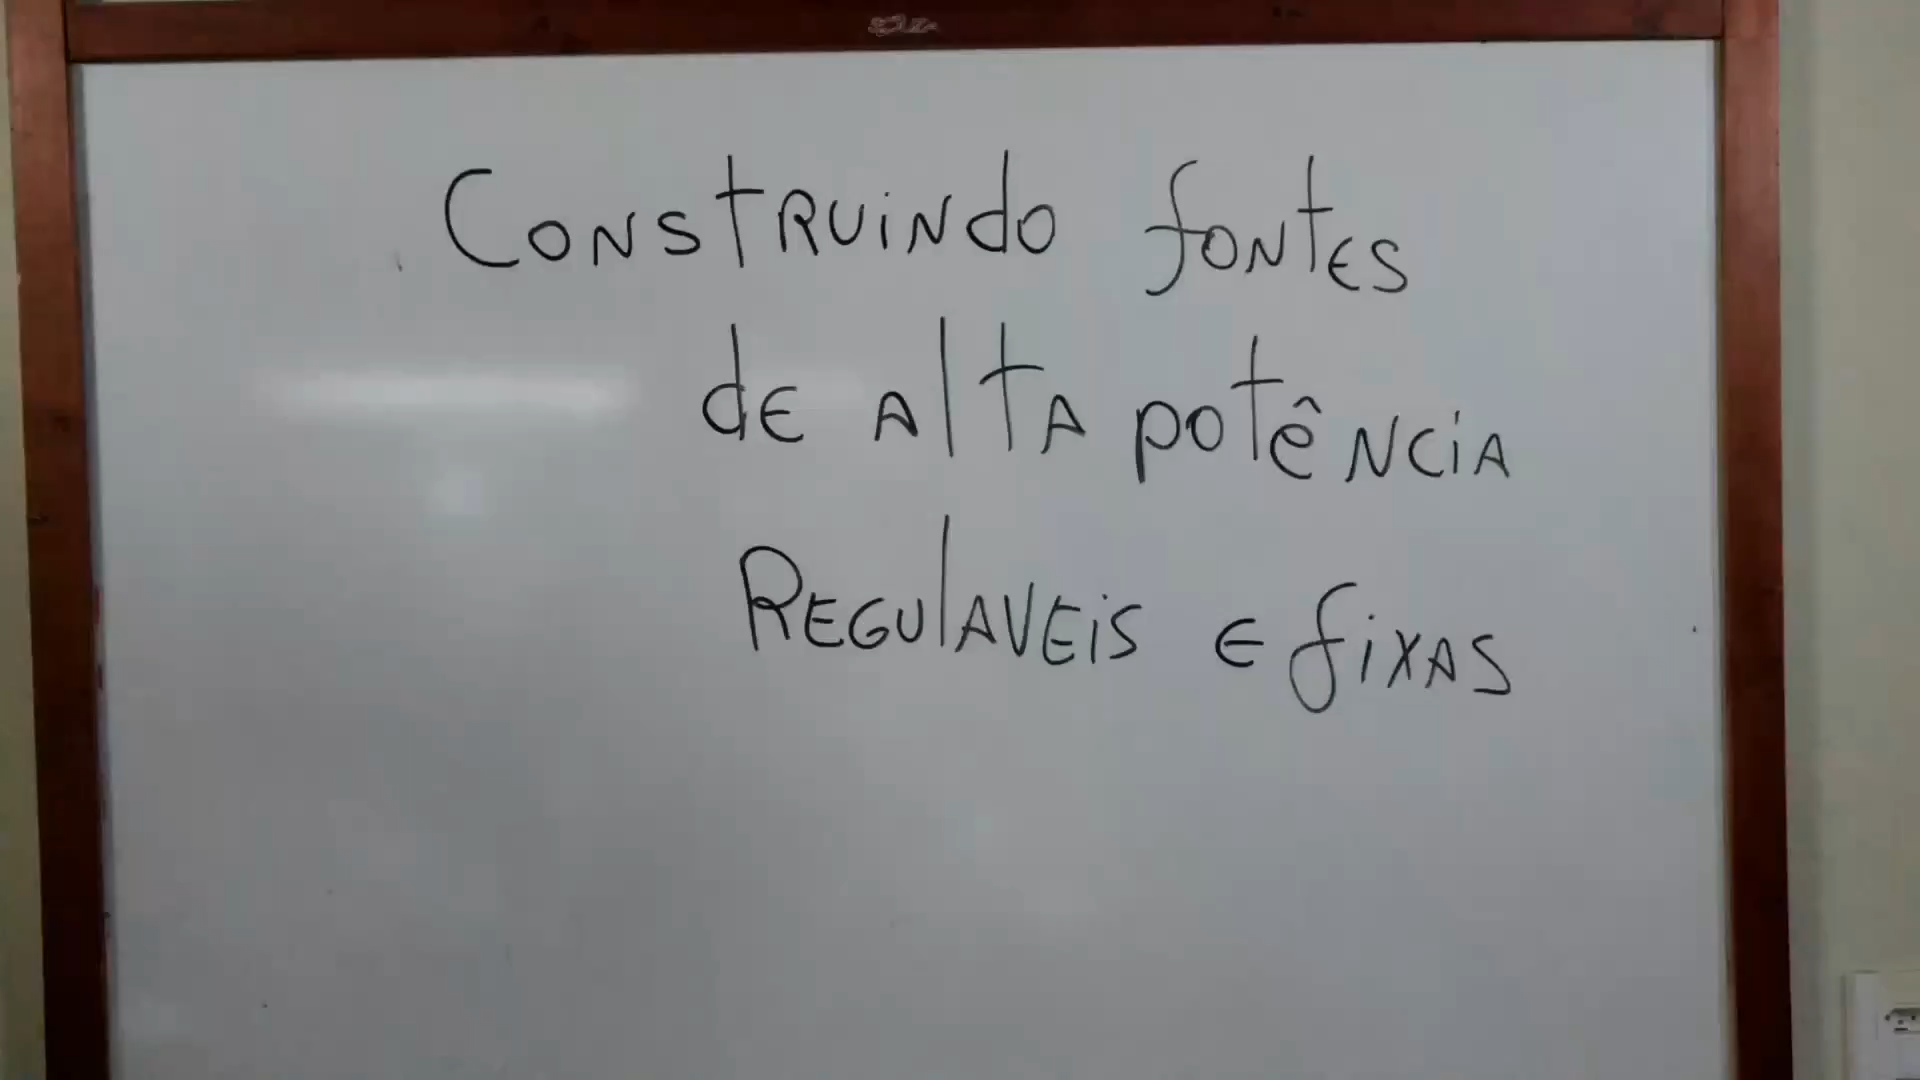 Construindo fontes
de alta potência
Regulaveis e fixas